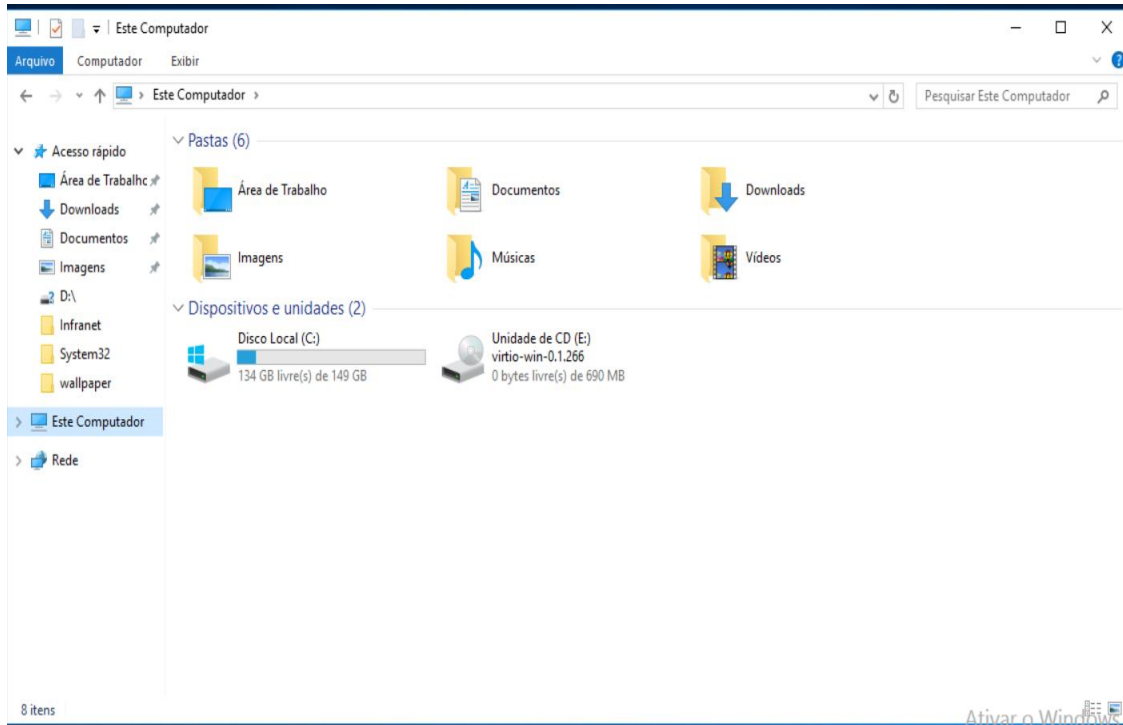 Este Computador
Arquivo Computador Exibir
Este Computador
Pesquisar Este Computador
Acesso rápido
Área de Trabalhc
Downloads
Documentos
Imagens
D:\
Infranet
System32
wallpaper
Este Computador
Rede
Pastas (6)
Área de Trabalho
Documentos
Downloads
Imagens
Músicas
Vídeos
Dispositivos e unidades (2)
Disco Local (C:)
134 GB livre(s) de 149 GB
Unidade de CD (E:)
virtio-win-0.1.266
0 bytes livre(s) de 690 MB
8 itens
Ativar o Windows